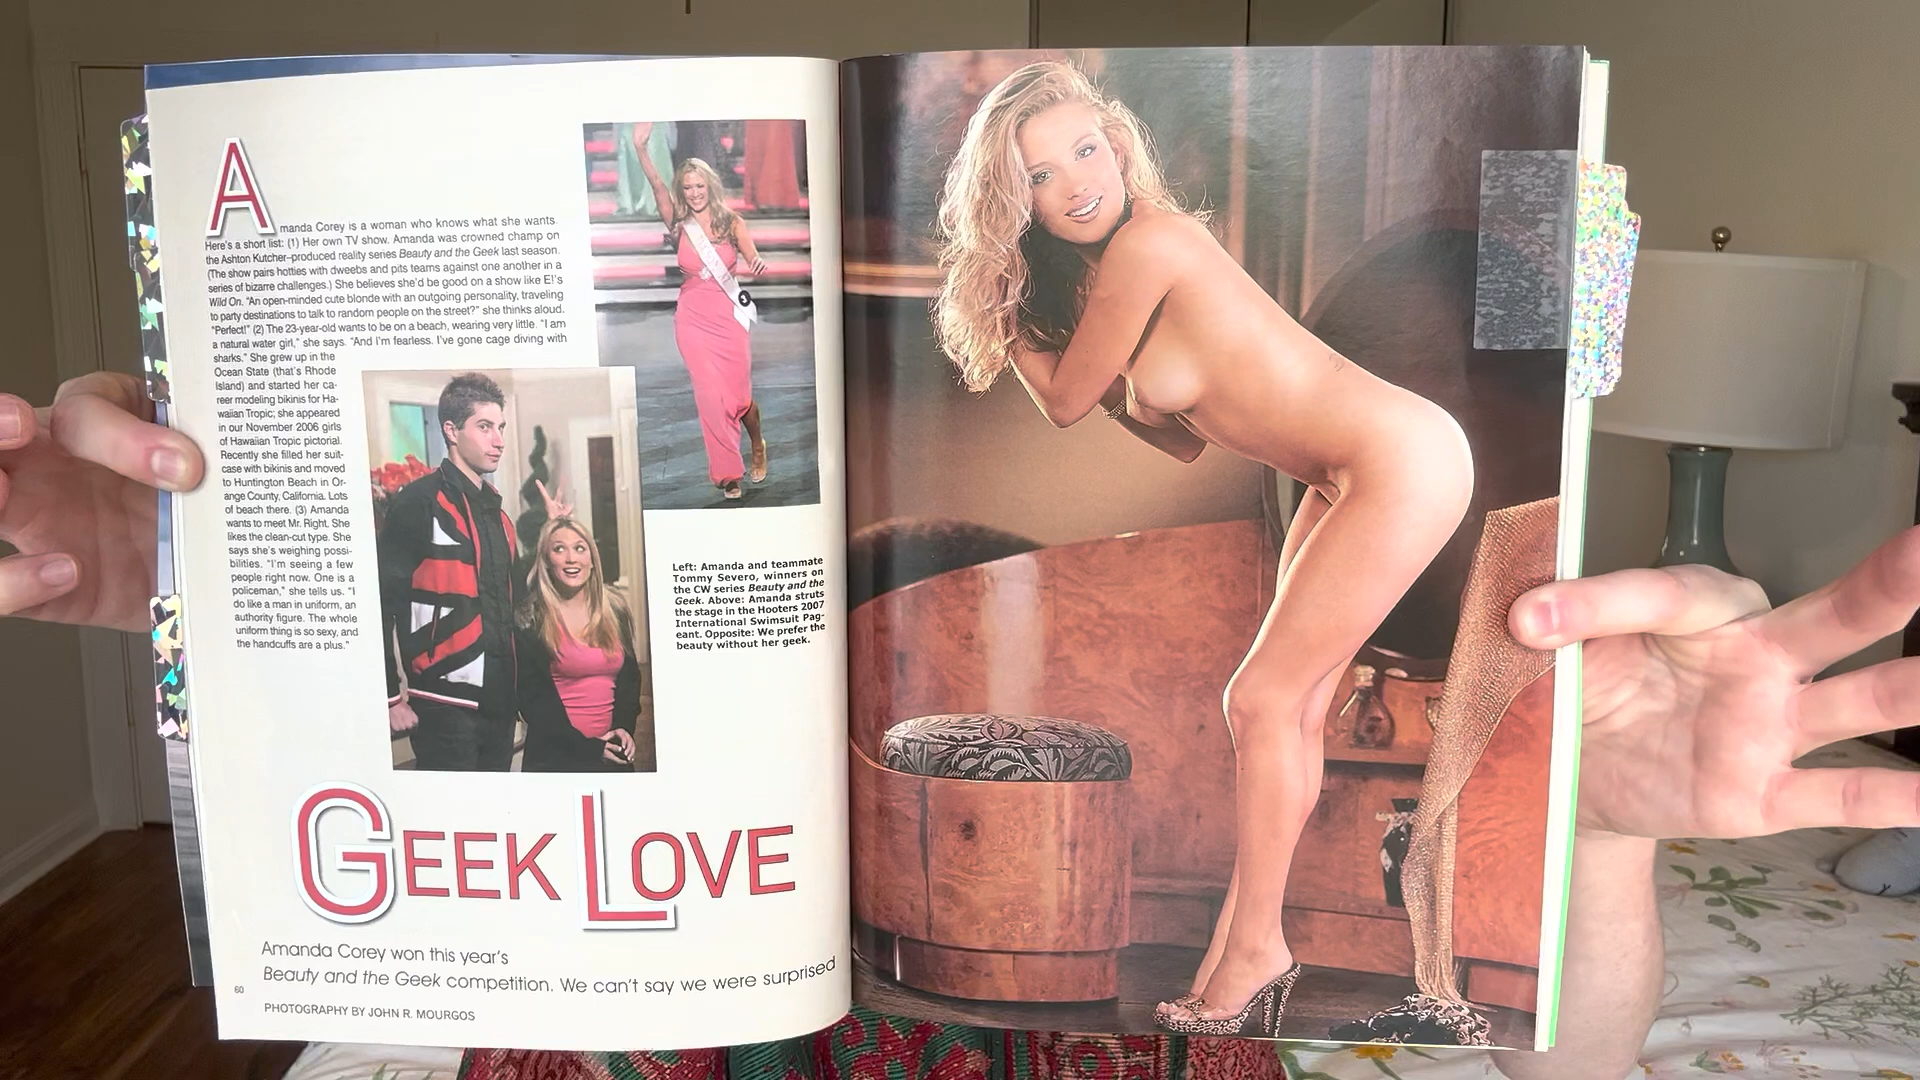 Amanda Corey is a woman who knows what she wants.
Here's a short list: (1) Her own TV show. Amanda was crowned champ on
the Ashton Kutcher–produced reality series Beauty and the Geek last season.
(The show pairs hotties with dweebs and pits teams against one another in a
series of bizarre challenges.) She believes she'd be good on a show like E!'s
Wild On. "An open-minded cute blonde with an outgoing personality, traveling
to party destinations to talk to random people on the street?" she thinks aloud.
"Perfect!" (2) The 23-year-old wants to be on a beach, wearing very little. "I am
a natural water girl," she says. "And I'm fearless. I've gone cage diving with
sharks." She grew up in the
Ocean State (that's Rhode
Island) and started her ca-
reer modeling bikinis for Ha-
waiian Tropic; she appeared
in our November 2006 girls
of Hawaiian Tropic pictorial.
Recently she filled her suit-
case with bikinis and moved
to Huntington Beach in Or-
ange County, California. Lots
of beach there. (3) Amanda
wants to meet Mr. Right. She
likes the clean-cut type. She
says she's weighing possi-
bilities. "I'm seeing a few
people right now. One is a
policeman," she tells us. "I
do like a man in uniform, an
authority figure. The whole
uniform thing is so sexy, and
the handcuffs are a plus."
Left: Amanda and teammate
Tommy Severo, winners on
the CW series Beauty and the
Geek. Above: Amanda struts
the stage in the Hooters 2007
International Swimsuit Pag-
eant. Opposite: We prefer the
beauty without her geek.
GEEK LOVE
Amanda Corey won this year's
Beauty and the Geek competition. We can't say we were surprised
60
PHOTOGRAPHY BY JOHN R. MOURGOS